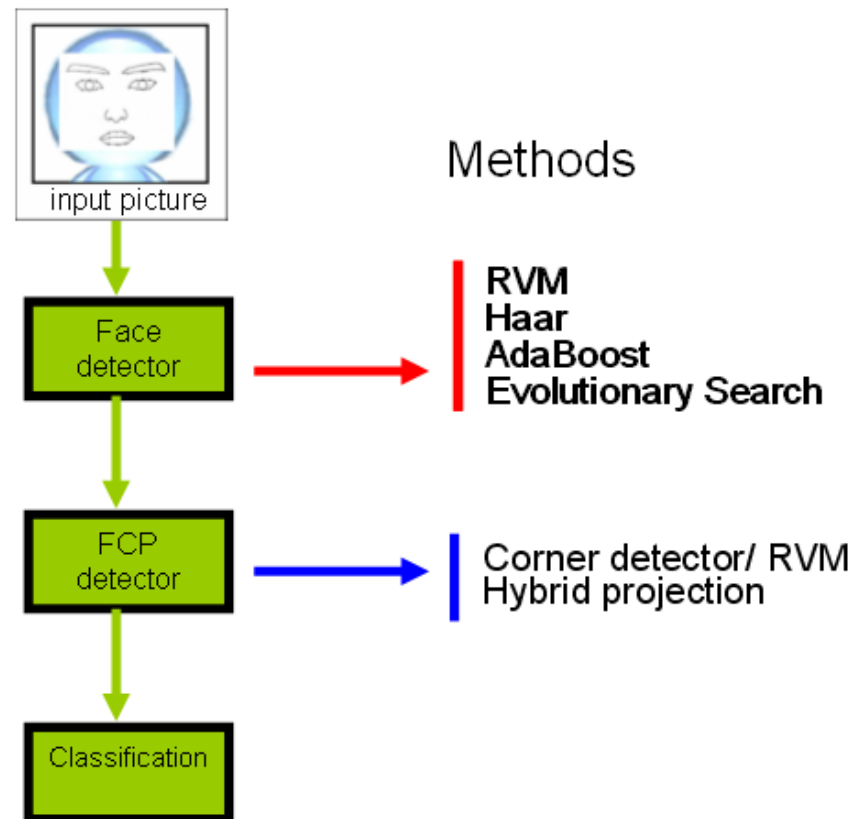 input picture
Methods
Face
detector
RVM
Haar
AdaBoost
Evolutionary Search
FCP
detector
Corner detector/ RVM
Hybrid projection
Classification